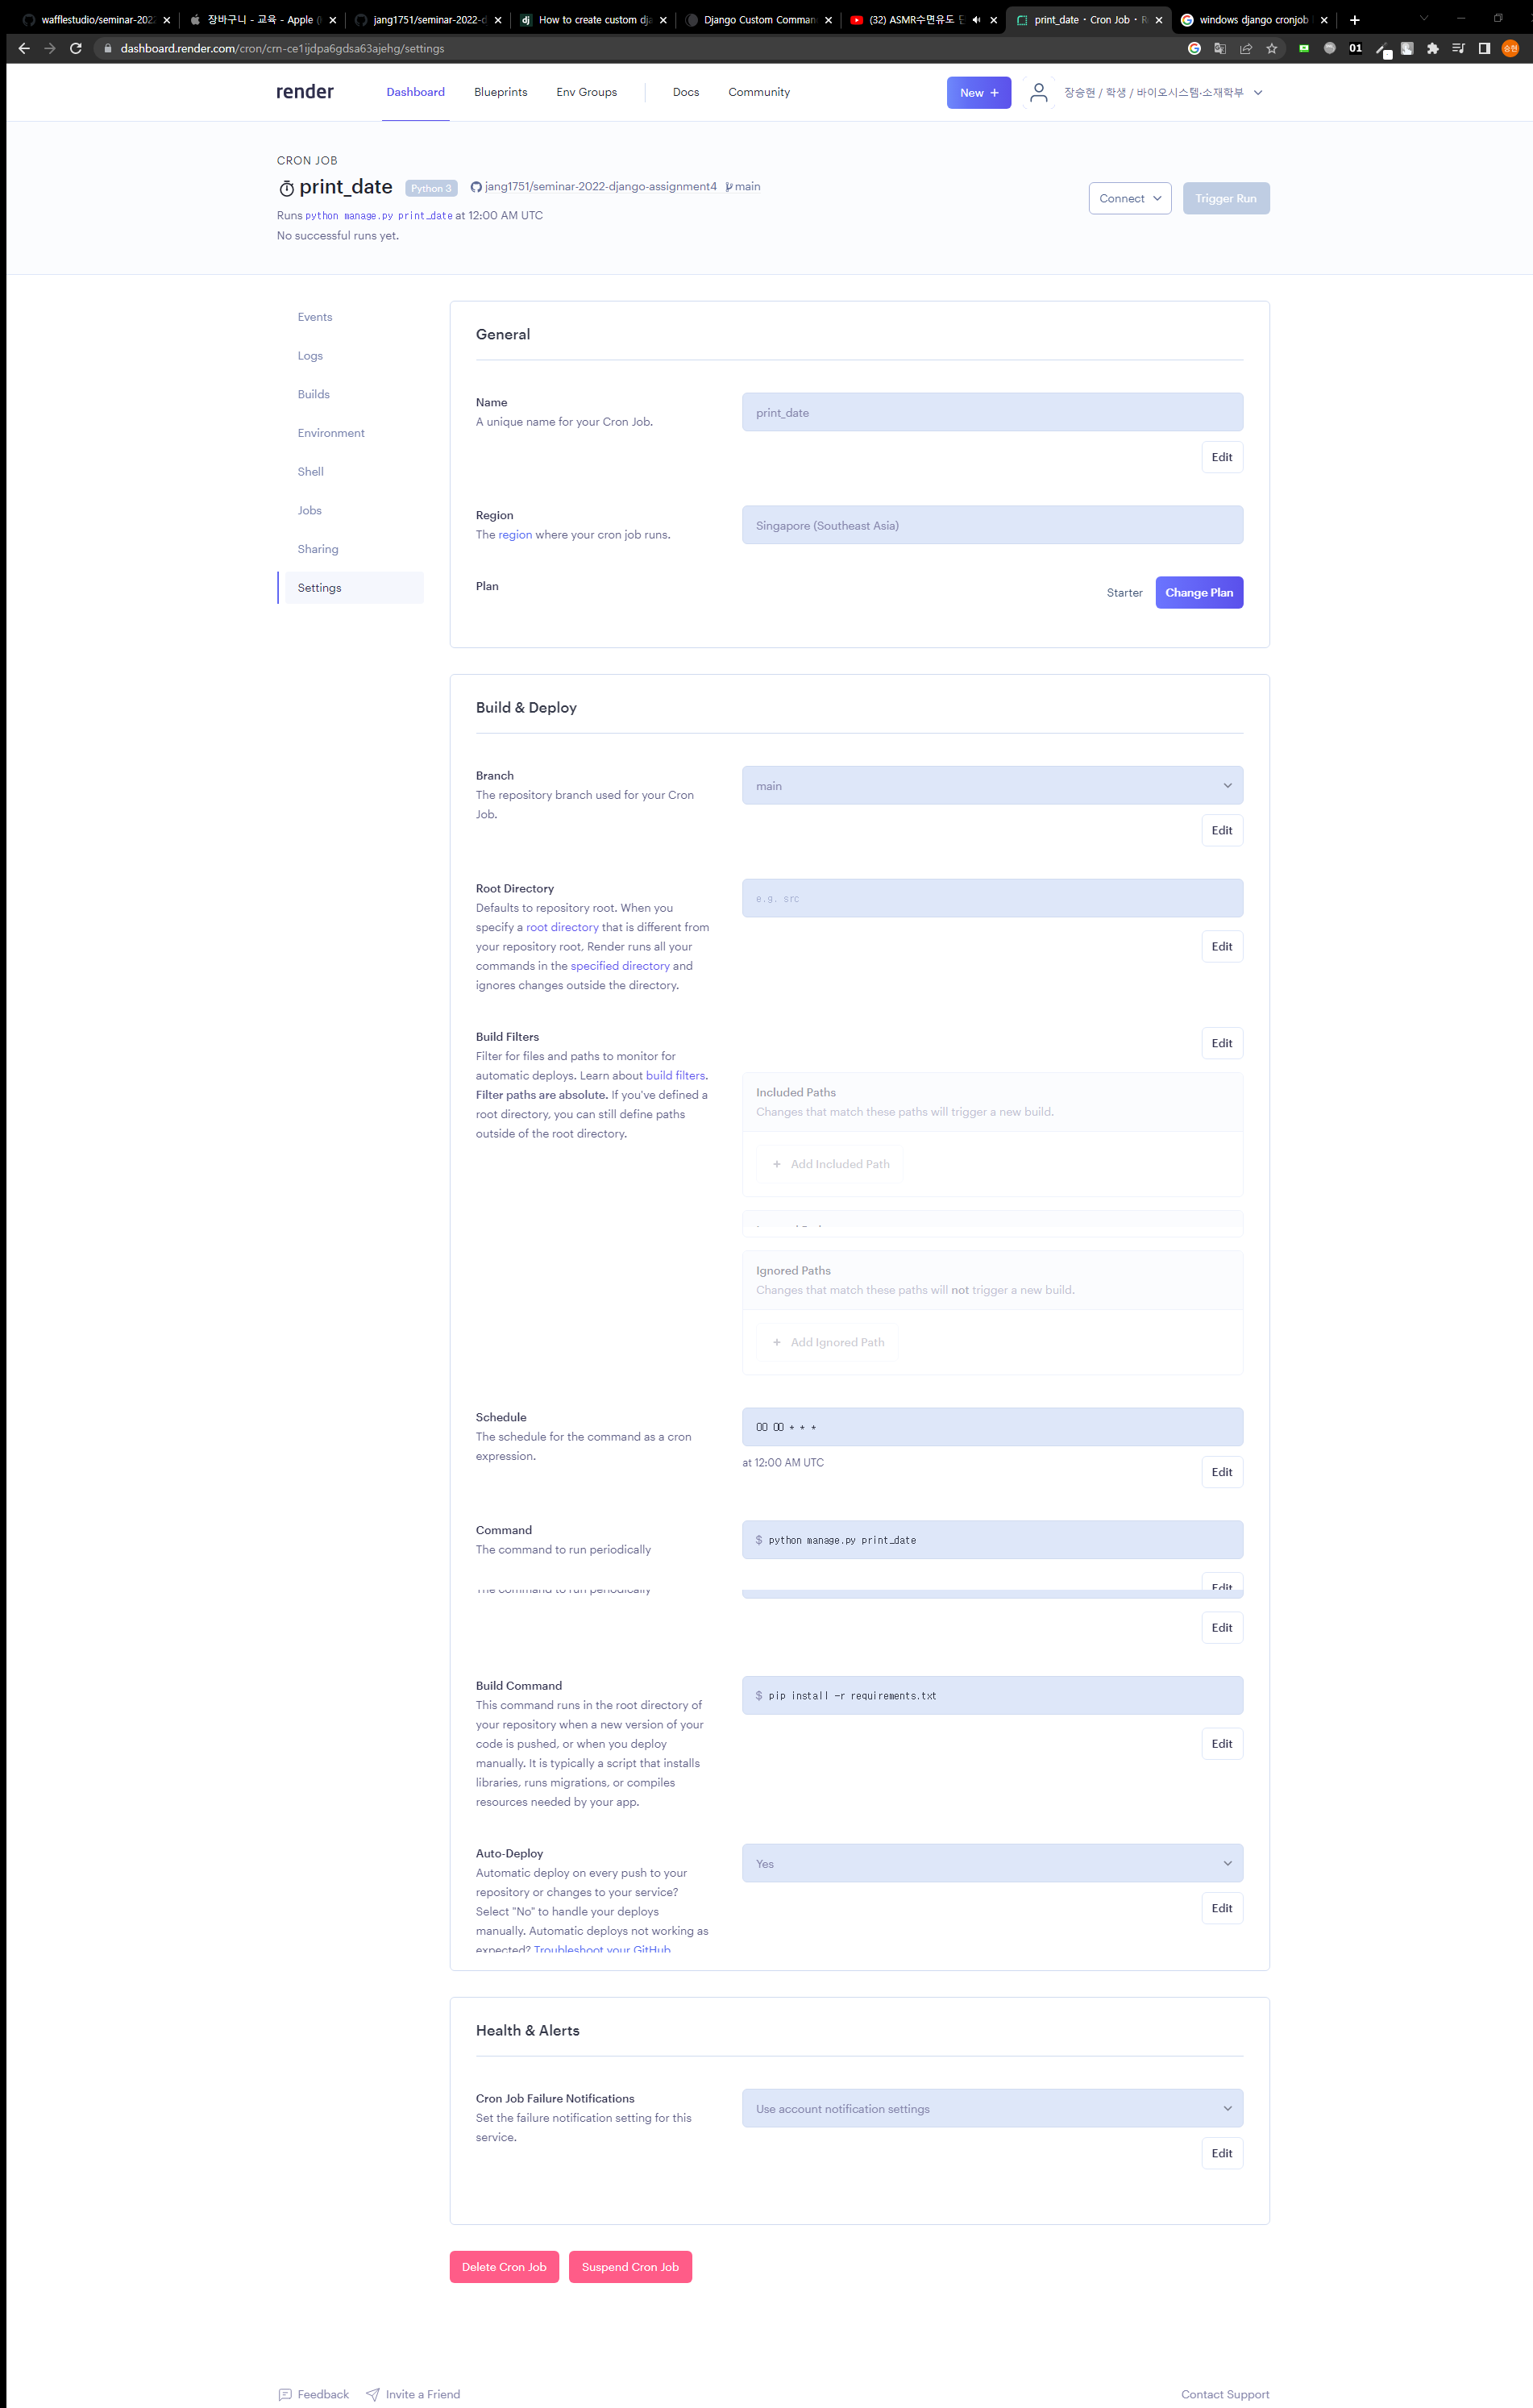 wafflestudio/seminar-202
장바구니 - 교육 - Apple (
jang1751/seminar-2022-d
How to create custom dja
Django Custom Comman
(32) ASMR수면유도 단
print_date · Cron Job · R
windows django cronjob
dashboard.render.com/cron/crn-ce1ijdpa6gdsa63ajehg/settings
01
승현
render
Dashboard
Blueprints
Env Groups
Docs
Community
New +
장승현 / 학생 / 바이오시스템·소재학부
CRON JOB
print_date
Python 3
jang1751/seminar-2022-django-assignment4
main
Connect
Trigger Run
Runs python manage.py print_date at 12:00 AM UTC
No successful runs yet.
Events
Logs
Builds
Environment
Shell
Jobs
Sharing
Settings
General
Name
A unique name for your Cron Job.
print_date
Edit
Region
The region where your cron job runs.
Singapore (Southeast Asia)
Plan
Starter
Change Plan
Build & Deploy
Branch
The repository branch used for your Cron
Job.
main
Edit
Root Directory
Defaults to repository root. When you
specify a root directory that is different from
your repository root, Render runs all your
commands in the specified directory and
ignores changes outside the directory.
e.g. src
Edit
Build Filters
Filter for files and paths to monitor for
automatic deploys. Learn about build filters.
Filter paths are absolute. If you've defined a
root directory, you can still define paths
outside of the root directory.
Edit
Included Paths
Changes that match these paths will trigger a new build.
+ Add Included Path
Ignored Paths
Changes that match these paths will not trigger a new build.
+ Add Ignored Path
Schedule
The schedule for the command as a cron
expression.
00 00 * * *
at 12:00 AM UTC
Edit
Command
The command to run periodically
$ python manage.py print_date
Edit
The command to run periodically
Edit
Build Command
This command runs in the root directory of
your repository when a new version of your
code is pushed, or when you deploy
manually. It is typically a script that installs
libraries, runs migrations, or compiles
resources needed by your app.
$ pip install -r requirements.txt
Edit
Auto-Deploy
Automatic deploy on every push to your
repository or changes to your service?
Select "No" to handle your deploys
manually. Automatic deploys not working as
expected? Troubleshoot your GitHub
Yes
Edit
Health & Alerts
Cron Job Failure Notifications
Set the failure notification setting for this
service.
Use account notification settings
Edit
Delete Cron Job
Suspend Cron Job
Feedback
Invite a Friend
Contact Support